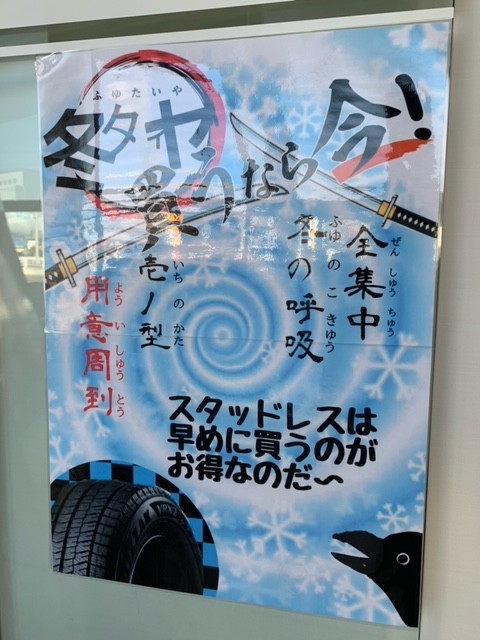 ふゆたいや
冬タイヤ
買うなら今!
ぜんしゅうちゅう
全集中
ふゆのこきゅう
冬の呼吸
いちのかた
壱ノ型
よういしゅうとう
用意周到
スタッドレスは
早めに買うのが
お得なのだ〜